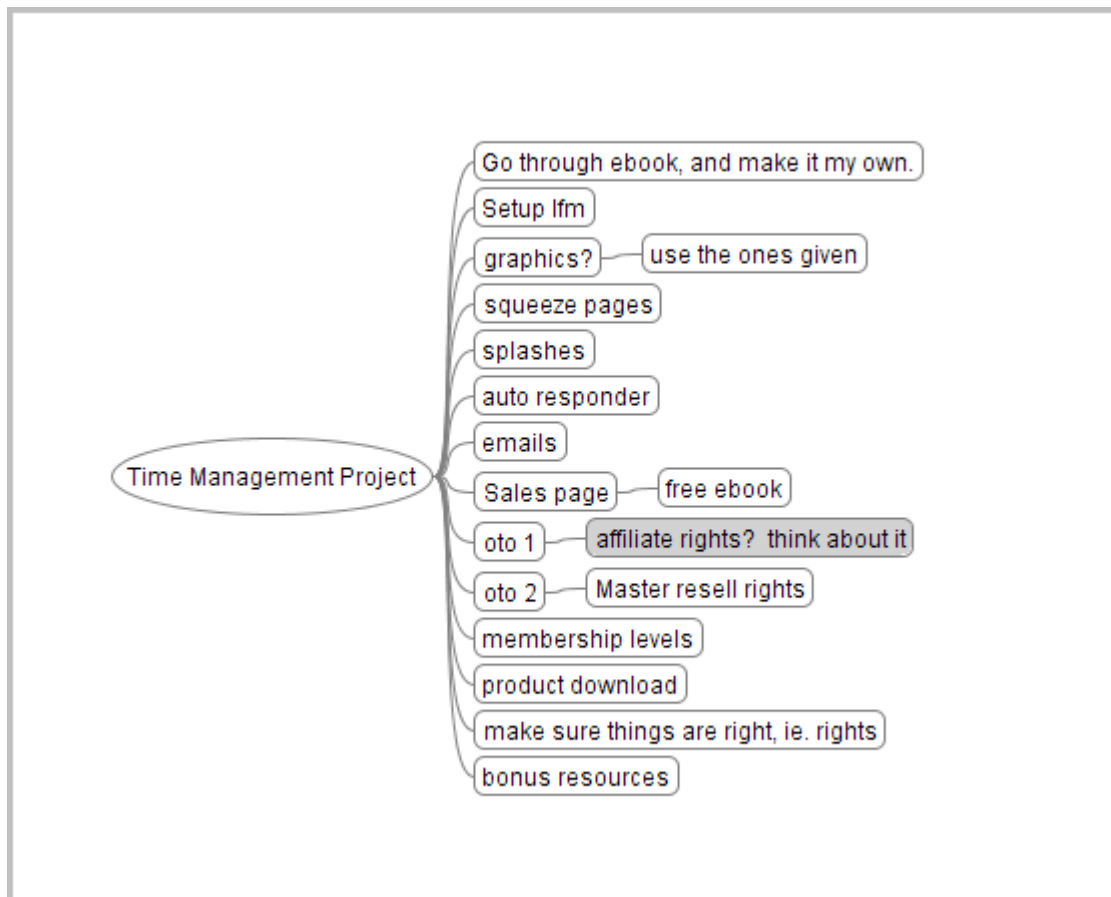 Go through ebook, and make it my own.
Setup lfm
graphics?
use the ones given
squeeze pages
splashes
auto responder
emails
Time Management Project
Sales page
free ebook
oto 1
affiliate rights?  think about it
oto 2
Master resell rights
membership levels
product download
make sure things are right, ie. rights
bonus resources